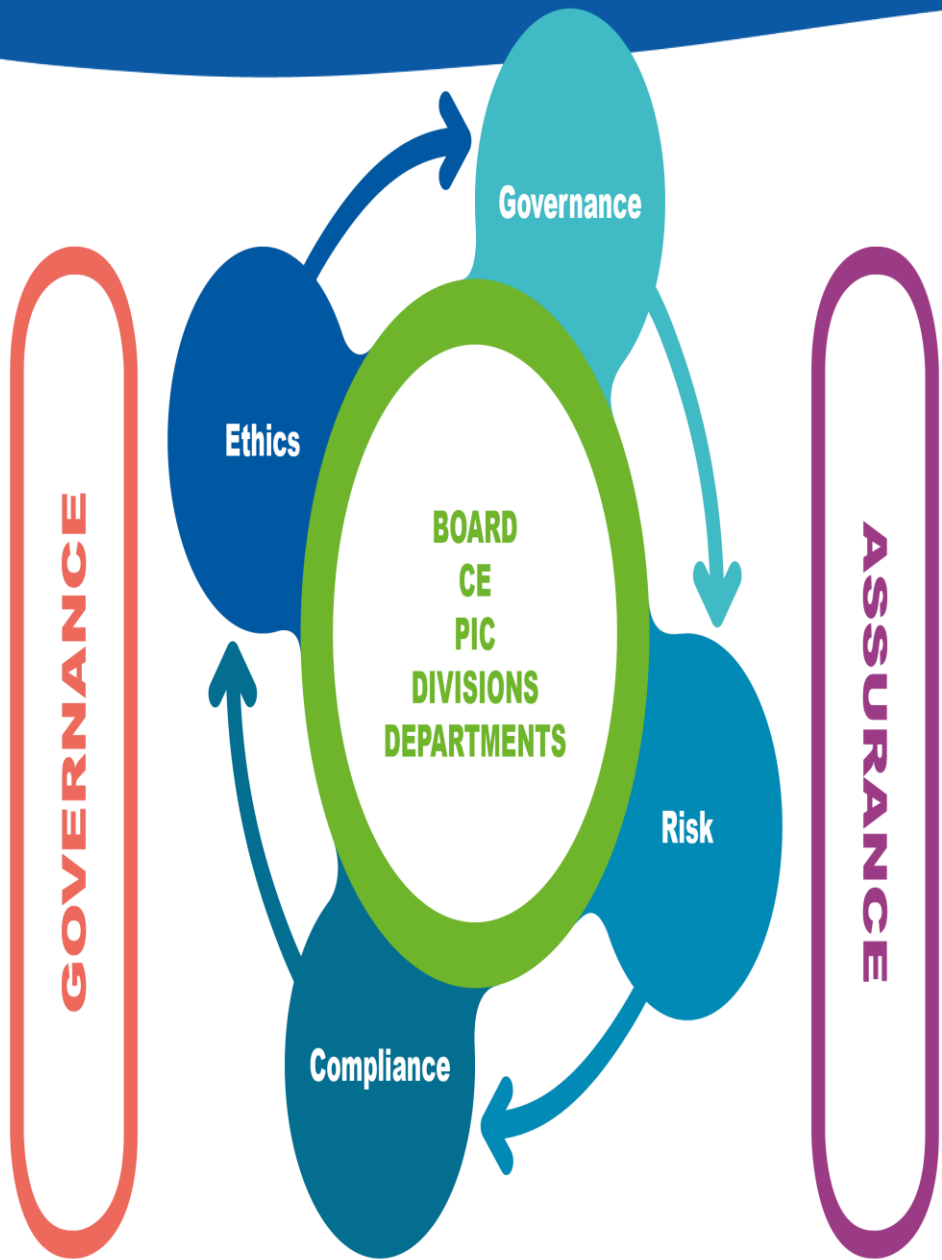 Governance
Ethics
BOARD
CE
PIC
DIVISIONS
DEPARTMENTS
Risk
Compliance
GOVERNANCE
ASSURANCE